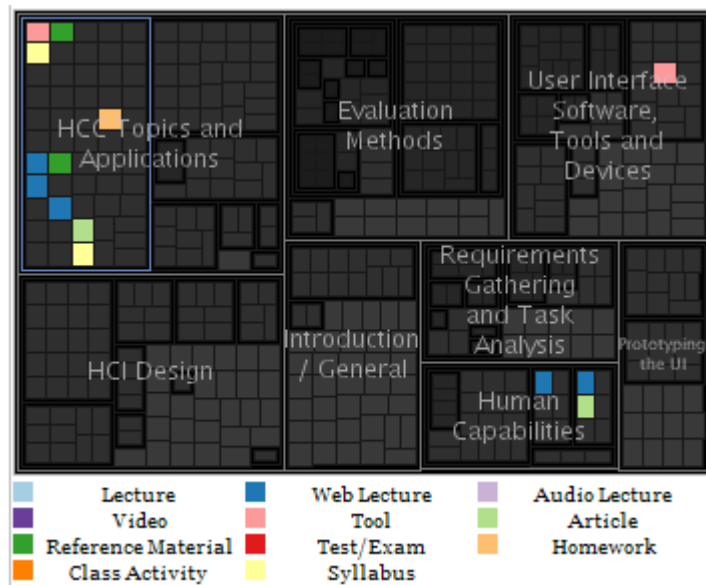 HCC Topics and
Applications
Evaluation
Methods
User Interface
Software,
Tools and
Devices
HCI Design
Introduction
/ General
Requirements
Gathering
and Task
Analysis
Human
Capabilities
Prototyping
the UI
Lecture
Web Lecture
Audio Lecture
Video
Tool
Article
Reference Material
Test/Exam
Homework
Class Activity
Syllabus